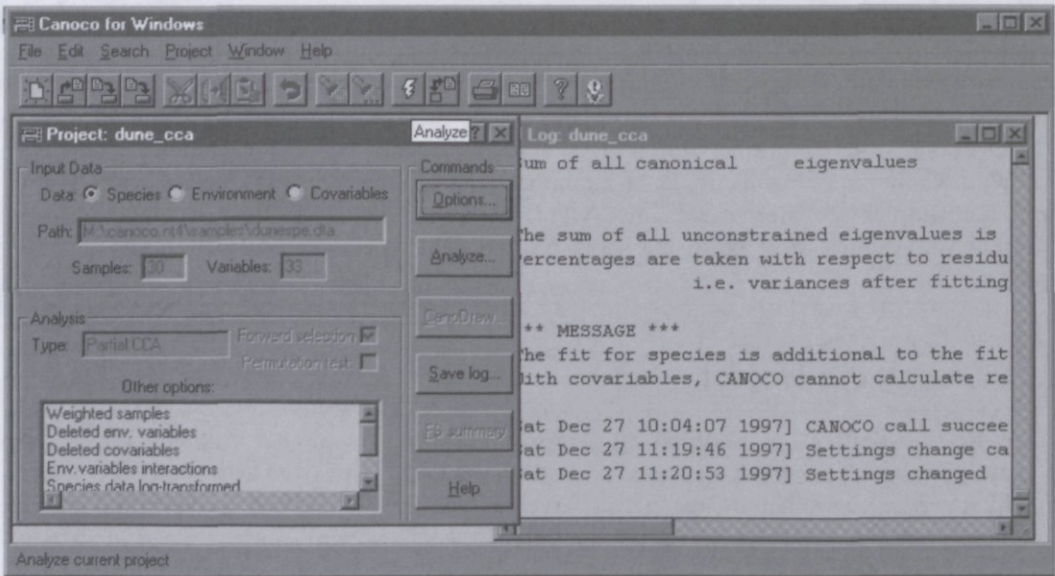 Canoco for Windows
File Edit Search Project Window Help
Project: dune_cca
Analyze
Input Data
Data: Species Environment Covariables
Path: M:\canoco.nt4\samples\dunespe.dta
Samples: 30 Variables: 33
Analysis
Type: Partial CCA
Forward selection
Permutation test
Other options:
Weighted samples
Deleted env. variables
Deleted covariables
Env. variables interactions
Species data log-transformed
Commands
Options...
Analyze...
CanoDraw...
Save log...
FS summary
Help
Log: dune_cca
um of all canonical eigenvalues
he sum of all unconstrained eigenvalues is
ercentages are taken with respect to residu
i.e. variances after fitting
** MESSAGE ***
he fit for species is additional to the fit
ith covariables, CANOCO cannot calculate re
at Dec 27 10:04:07 1997] CANOCO call succee
at Dec 27 11:19:46 1997] Settings change ca
at Dec 27 11:20:53 1997] Settings changed
Analyze current project